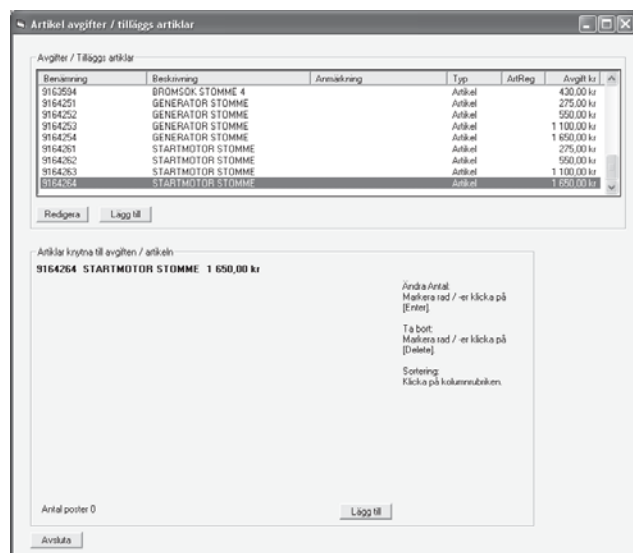 Artikel avgifter / tilläggs artiklar
Avgifter / Tilläggs artiklar
Benämning Beskrivning Anmärkning Typ ArtReg Avgift kr
9163594 BROMSOK STOMME 4 Artikel 430,00 kr
9164251 GENERATOR STOMME Artikel 275,00 kr
9164252 GENERATOR STOMME Artikel 550,00 kr
9164253 GENERATOR STOMME Artikel 1 100,00 kr
9164254 GENERATOR STOMME Artikel 1 650,00 kr
9164261 STARTMOTOR STOMME Artikel 275,00 kr
9164262 STARTMOTOR STOMME Artikel 550,00 kr
9164263 STARTMOTOR STOMME Artikel 1 100,00 kr
9164264 STARTMOTOR STOMME Artikel 1 650,00 kr
Redigera Lägg till
Artiklar knytna till avgiften / artikeln
9164264 STARTMOTOR STOMME 1 650,00 kr
Ändra Antal:
Markera rad / -er klicka på
[Enter].
Ta bort:
Markera rad / -er klicka på
[Delete].
Sortering:
Klicka på kolumnrubriken.
Antal poster 0 Lägg till
Avsluta